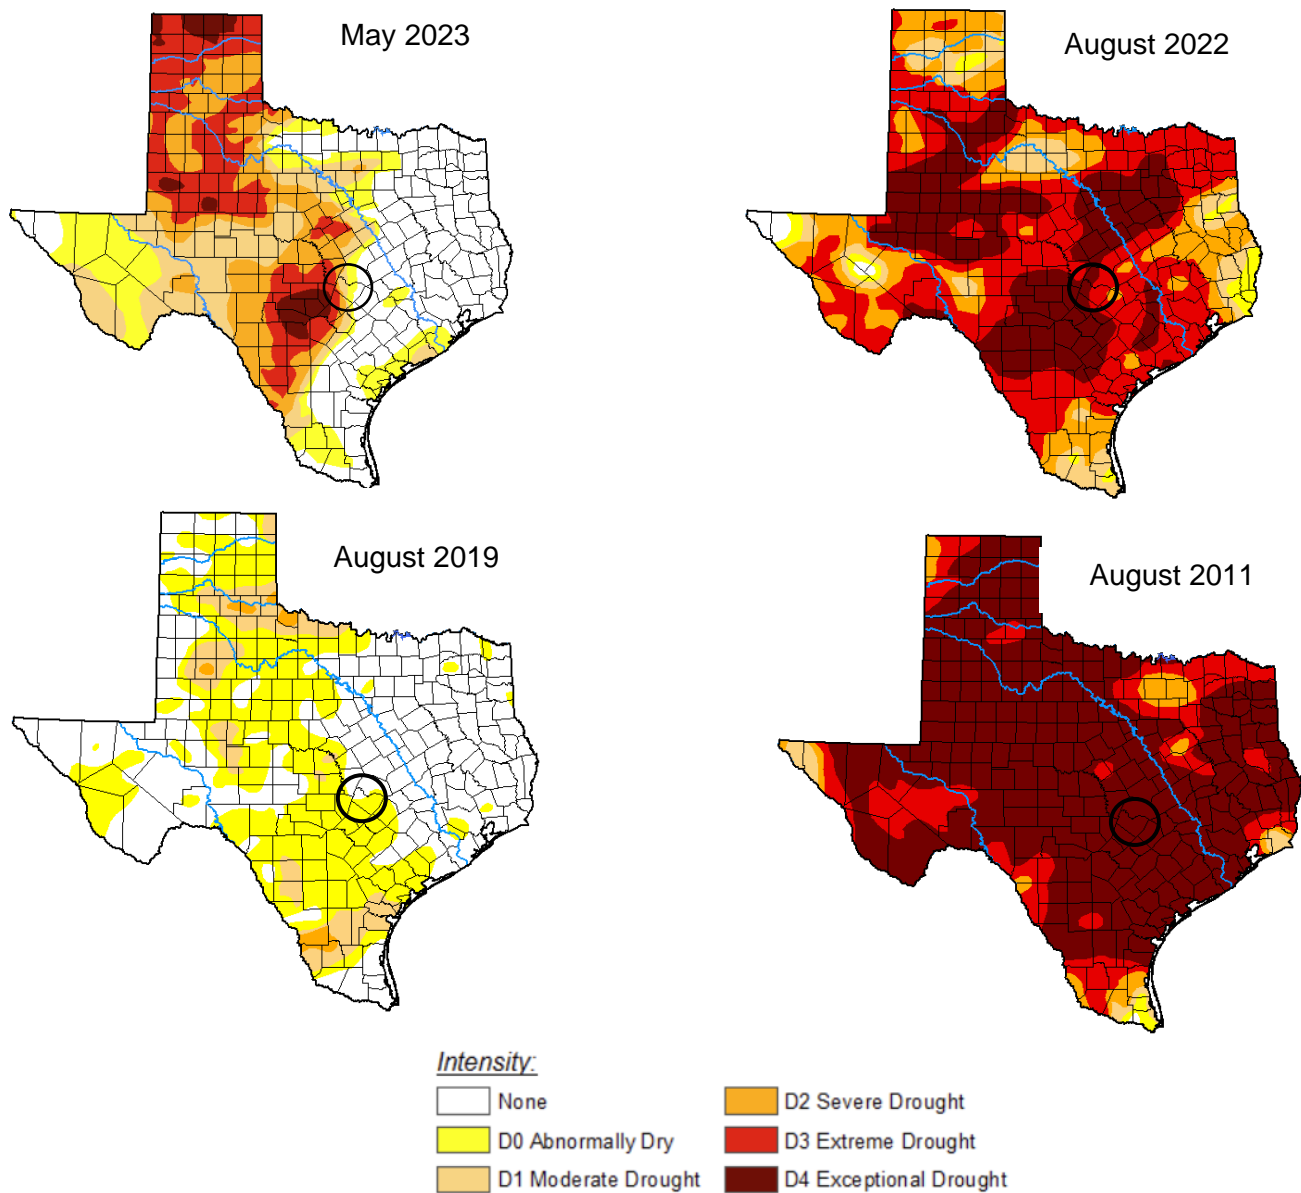 May 2023
August 2022
August 2019
August 2011
Intensity:
None
D2 Severe Drought
D0 Abnormally Dry
D3 Extreme Drought
D1 Moderate Drought
D4 Exceptional Drought